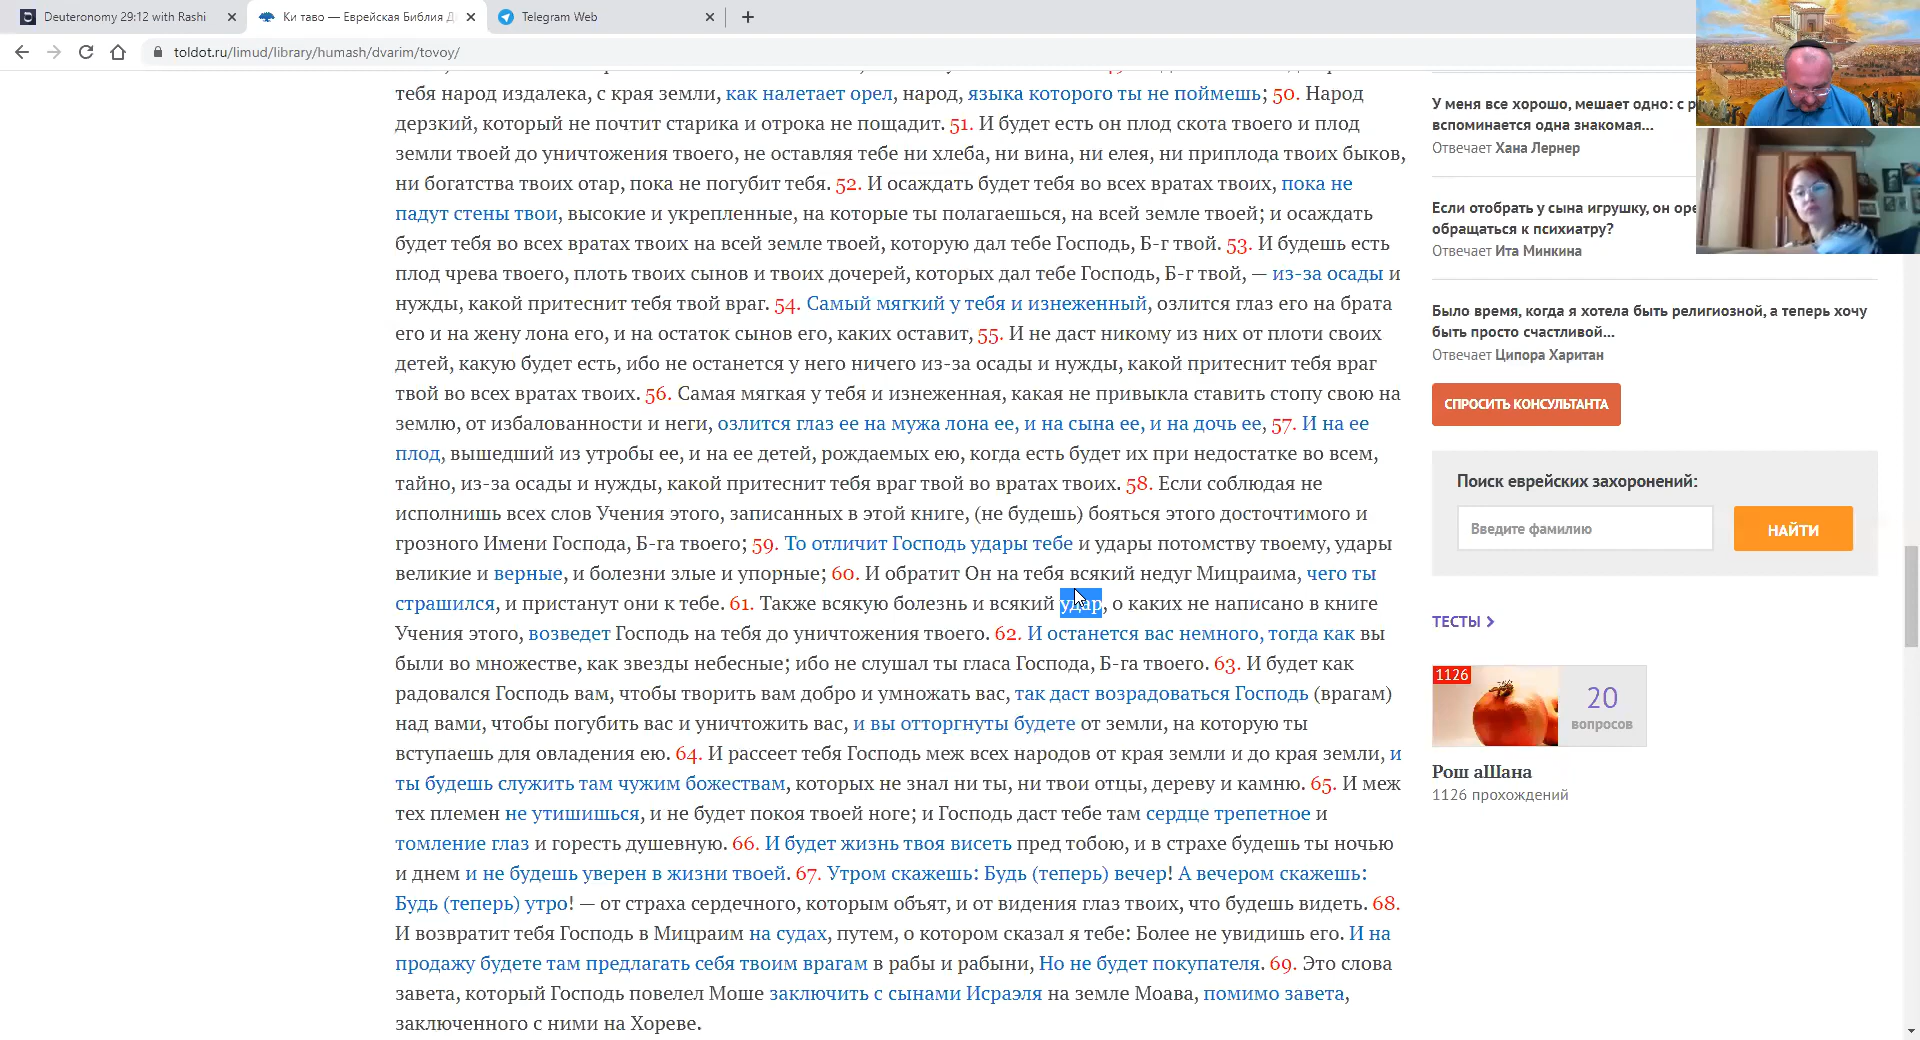 Deuteronomy 29:12 with Rashi
Ки таво — Еврейская Библия Д
Telegram Web
toldot.ru/limud/library/humash/dvarim/tovoy/
тебя народ издалека, с края земли, как налетает орел, народ, языка которого ты не поймешь; 50. Народ
дерзкий, который не почтит старика и отрока не пощадит. 51. И будет есть он плод скота твоего и плод
земли твоей до уничтожения твоего, не оставляя тебе ни хлеба, ни вина, ни елея, ни приплода твоих быков,
ни богатства твоих отар, пока не погубит тебя. 52. И осаждать будет тебя во всех вратах твоих, пока не
падут стены твои, высокие и укрепленные, на которые ты полагаешься, на всей земле твоей; и осаждать
будет тебя во всех вратах твоих на всей земле твоей, которую дал тебе Господь, Б-г твой. 53. И будешь есть
плод чрева твоего, плоть твоих сынов и твоих дочерей, которых дал тебе Господь, Б-г твой, — из-за осады и
нужды, какой притеснит тебя твой враг. 54. Самый мягкий у тебя и изнеженный, озлится глаз его на брата
его и на жену лона его, и на остаток сынов его, каких оставит, 55. И не даст никому из них от плоти своих
детей, какую будет есть, ибо не останется у него ничего из-за осады и нужды, какой притеснит тебя враг
твой во всех вратах твоих. 56. Самая мягкая у тебя и изнеженная, какая не привыкла ставить стопу свою на
землю, от избалованности и неги, озлится глаз ее на мужа лона ее, и на сына ее, и на дочь ее, 57. И на ее
плод, вышедший из утробы ее, и на ее детей, рождаемых ею, когда есть будет их при недостатке во всем,
тайно, из-за осады и нужды, какой притеснит тебя враг твой во вратах твоих. 58. Если соблюдая не
исполнишь всех слов Учения этого, записанных в этой книге, (не будешь) бояться этого досточтимого и
грозного Имени Господа, Б-га твоего; 59. То отличит Господь удары тебе и удары потомству твоему, удары
великие и верные, и болезни злые и упорные; 60. И обратит Он на тебя всякий недуг Мицраима, чего ты
страшился, и пристанут они к тебе. 61. Также всякую болезнь и всякий удар, о каких не написано в книге
Учения этого, возведет Господь на тебя до уничтожения твоего. 62. И останется вас немного, тогда как вы
были во множестве, как звезды небесные; ибо не слушал ты гласа Господа, Б-га твоего. 63. И будет как
радовался Господь вам, чтобы творить вам добро и умножать вас, так даст возрадоваться Господь (врагам)
над вами, чтобы погубить вас и уничтожить вас, и вы отторгнуты будете от земли, на которую ты
вступаешь для овладения ею. 64. И рассеет тебя Господь меж всех народов от края земли и до края земли, и
ты будешь служить там чужим божествам, которых не знал ни ты, ни твои отцы, дереву и камню. 65. И меж
тех племен не утишишься, и не будет покоя твоей ноге; и Господь даст тебе там сердце трепетное и
томление глаз и горесть душевную. 66. И будет жизнь твоя висеть пред тобою, и в страхе будешь ты ночью
и днем и не будешь уверен в жизни твоей. 67. Утром скажешь: Будь (теперь) вечер! А вечером скажешь:
Будь (теперь) утро! — от страха сердечного, которым объят, и от видения глаз твоих, что будешь видеть. 68.
И возвратит тебя Господь в Мицраим на судах, путем, о котором сказал я тебе: Более не увидишь его. И на
продажу будете там предлагать себя твоим врагам в рабы и рабыни, Но не будет покупателя. 69. Это слова
завета, который Господь повелел Моше заключить с сынами Исраэля на земле Моава, помимо завета,
заключенного с ними на Хореве.
У меня все хорошо, мешает одно: с
вспоминается одна знакомая...
Отвечает Хана Лернер
Если отобрать у сына игрушку, он
обращаться к психиатру?
Отвечает Ита Минкина
Было время, когда я хотела быть религиозной, а теперь хочу
быть просто счастливой...
Отвечает Ципора Харитан
СПРОСИТЬ КОНСУЛЬТАНТА
Поиск еврейских захоронений:
Введите фамилию
НАЙТИ
ТЕСТЫ
1126
20
вопросов
Рош аШана
1126 прохождений